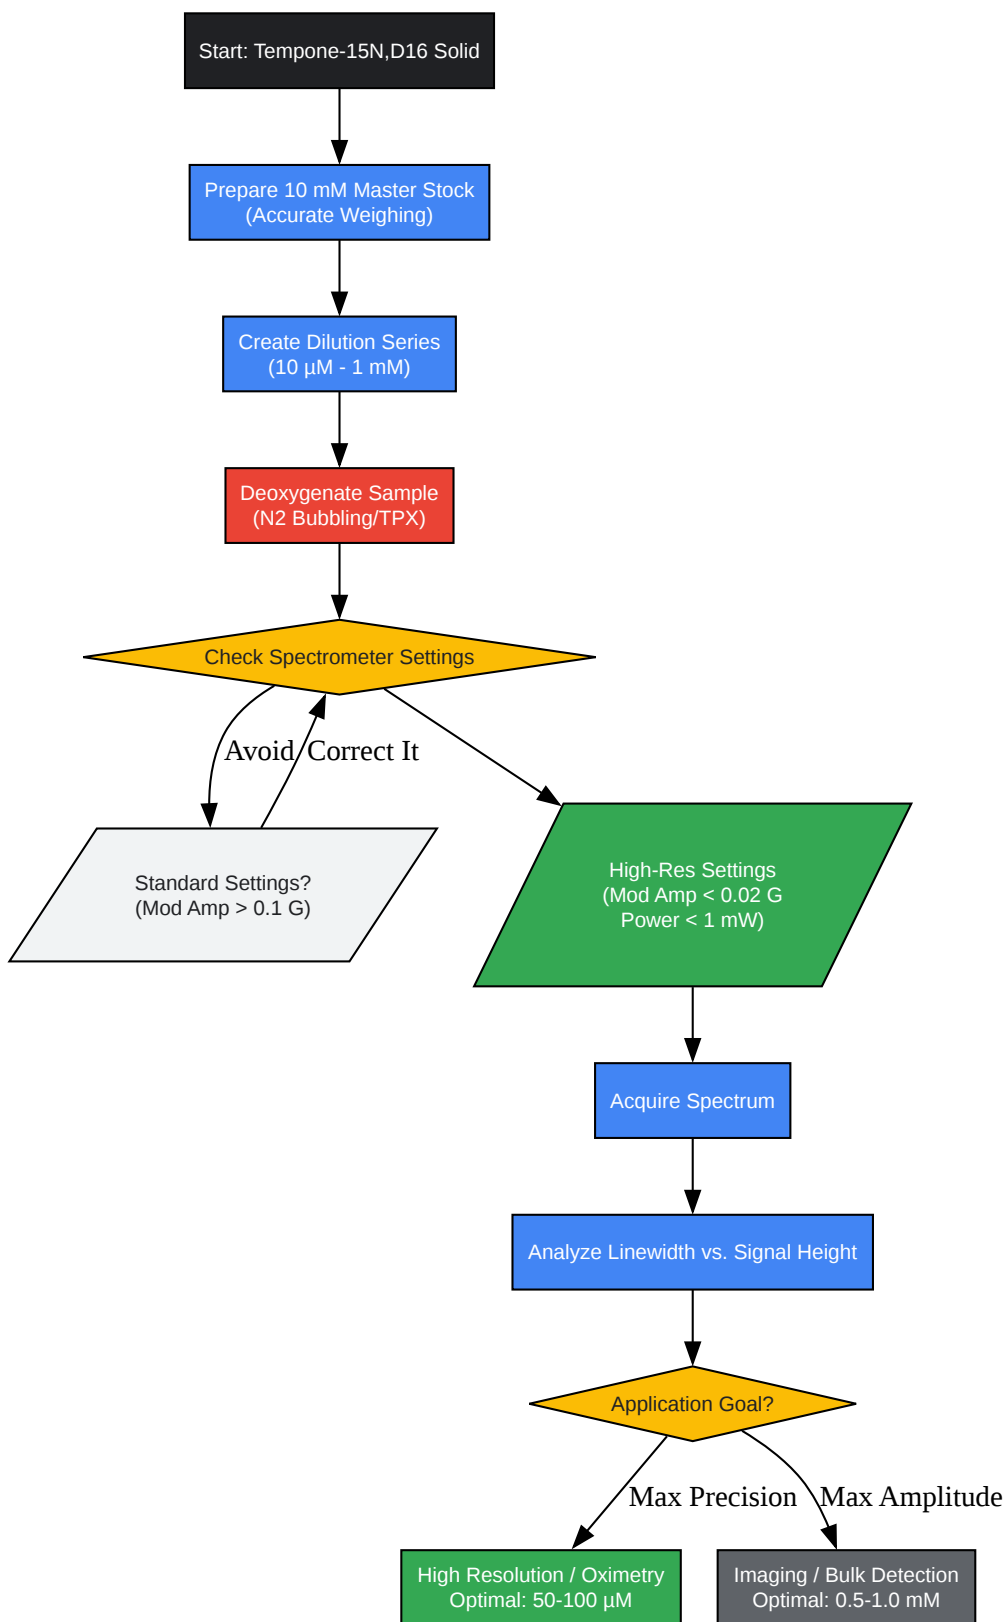 Start: Tempone-15N,D16 Solid
Prepare 10 mM Master Stock
(Accurate Weighing)
Create Dilution Series
(10 µM - 1 mM)
Deoxygenate Sample
(N2 Bubbling/TPX)
Check Spectrometer Settings
Avoid
Correct It
Standard Settings?
(Mod Amp > 0.1 G)
High-Res Settings
(Mod Amp < 0.02 G
Power < 1 mW)
Acquire Spectrum
Analyze Linewidth vs. Signal Height
Application Goal?
Max Precision
Max Amplitude
High Resolution / Oximetry
Optimal: 50-100 µM
Imaging / Bulk Detection
Optimal: 0.5-1.0 mM